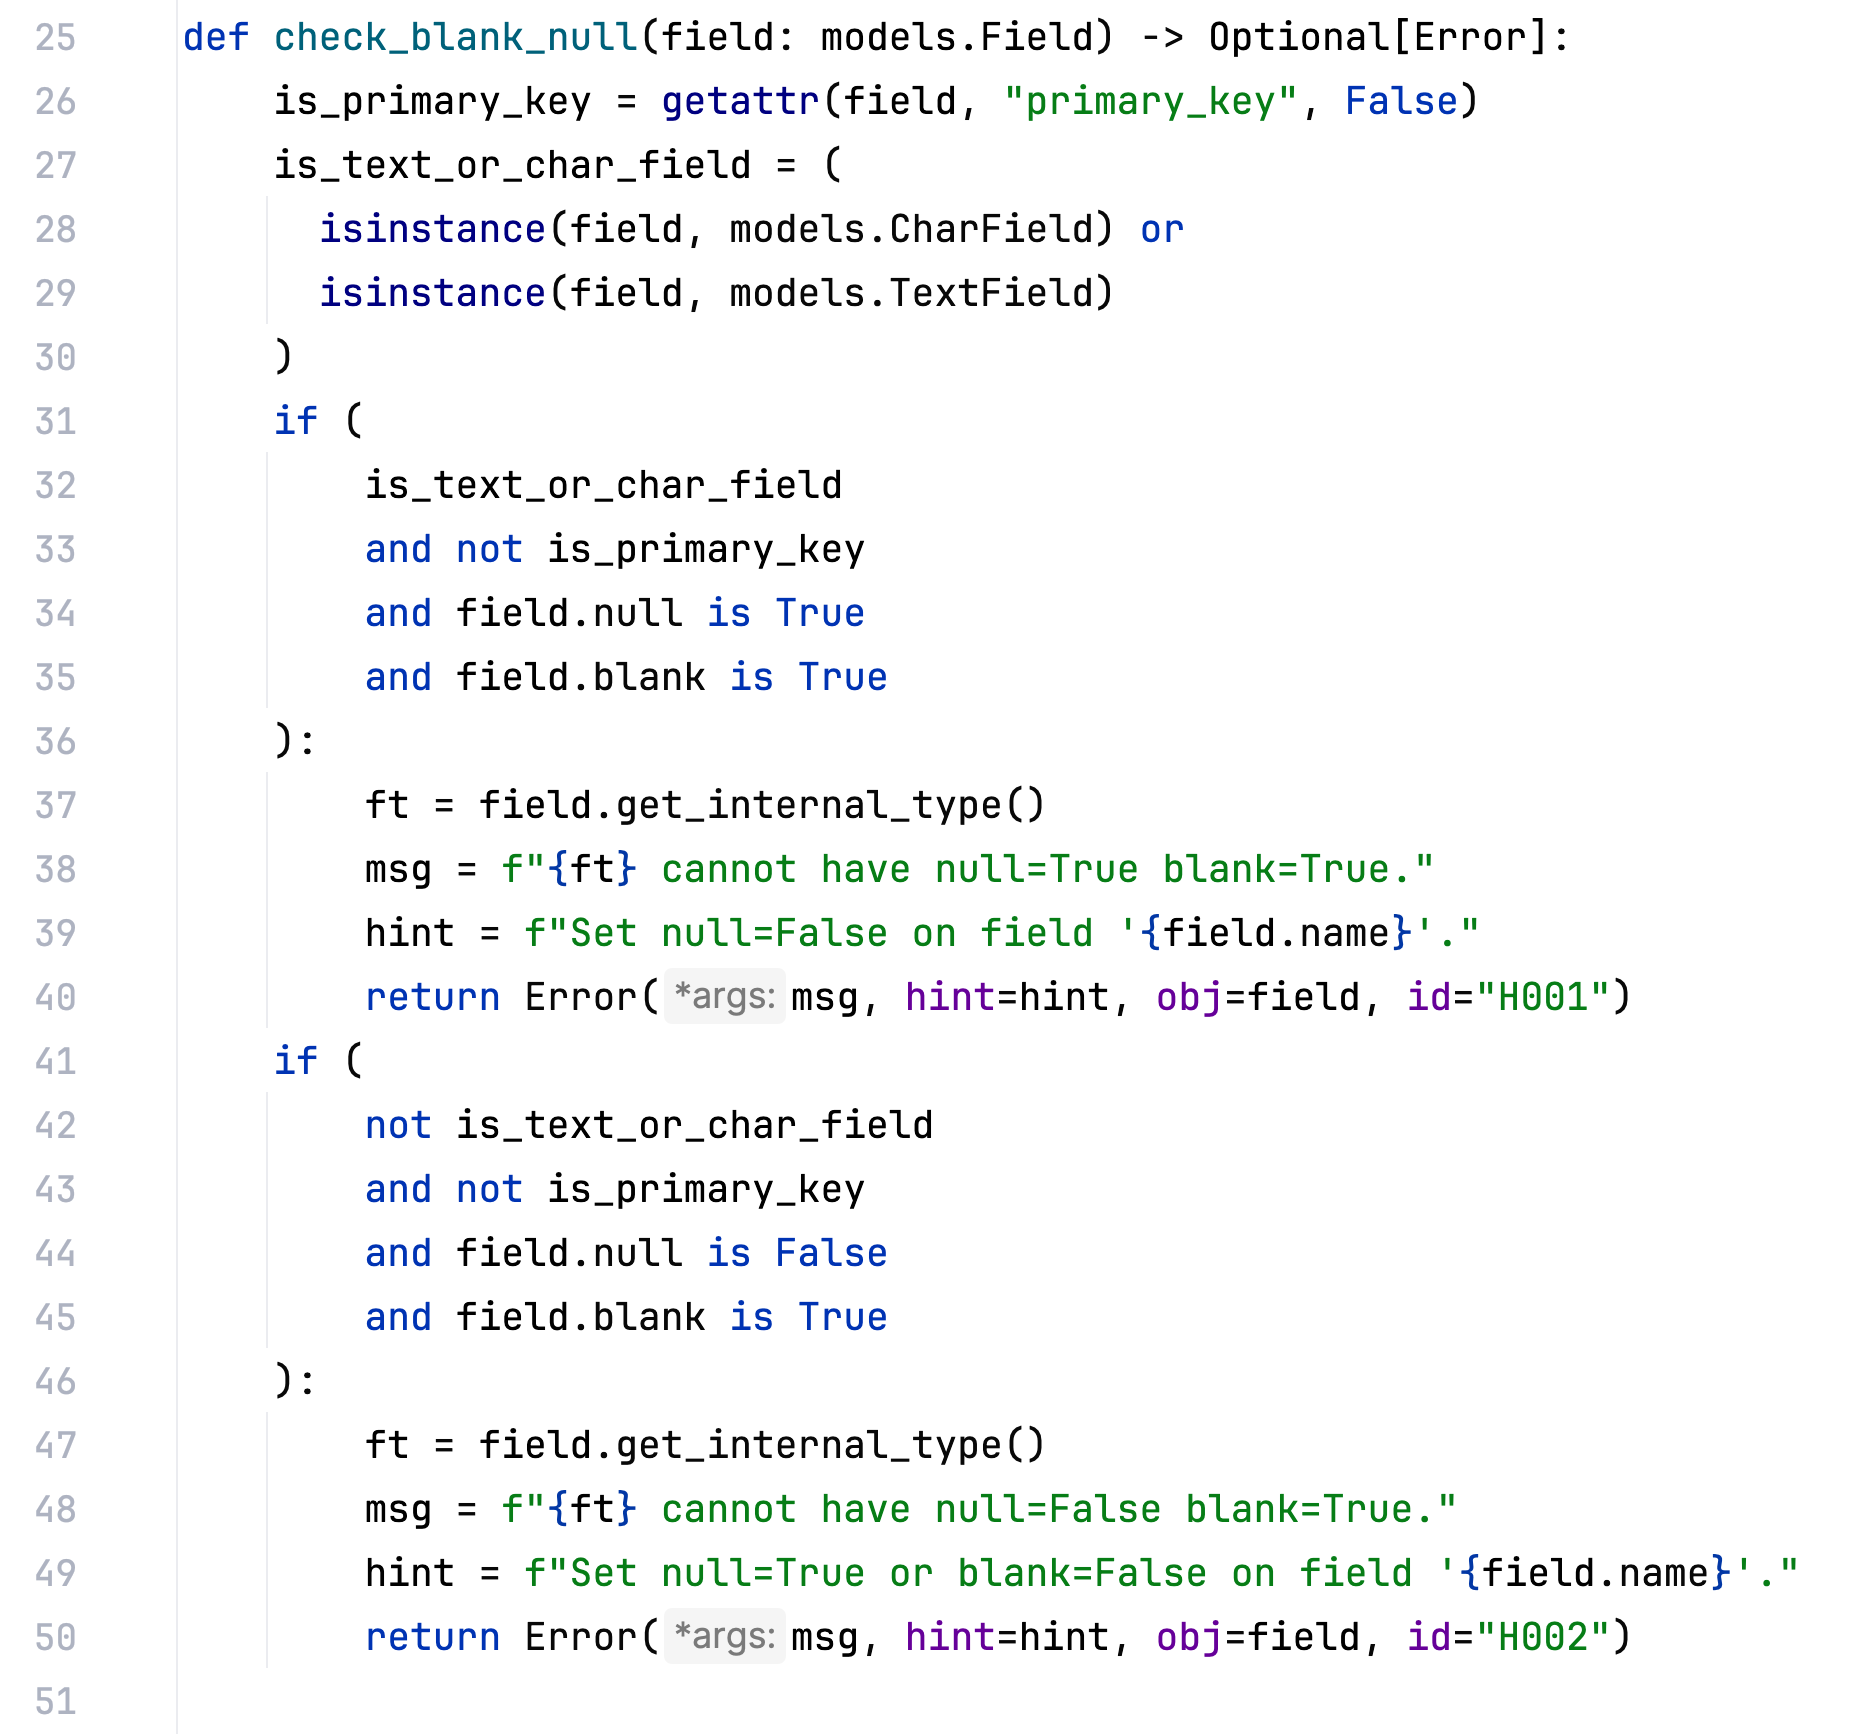 25 def check_blank_null(field: models.Field) -> Optional[Error]:
26     is_primary_key = getattr(field, "primary_key", False)
27     is_text_or_char_field = (
28       isinstance(field, models.CharField) or
29       isinstance(field, models.TextField)
30     )
31     if (
32         is_text_or_char_field
33         and not is_primary_key
34         and field.null is True
35         and field.blank is True
36     ):
37         ft = field.get_internal_type()
38         msg = f"{ft} cannot have null=True blank=True."
39         hint = f"Set null=False on field '{field.name}'."
40         return Error( *args: msg, hint=hint, obj=field, id="H001")
41     if (
42         not is_text_or_char_field
43         and not is_primary_key
44         and field.null is False
45         and field.blank is True
46     ):
47         ft = field.get_internal_type()
48         msg = f"{ft} cannot have null=False blank=True."
49         hint = f"Set null=True or blank=False on field '{field.name}'."
50         return Error( *args: msg, hint=hint, obj=field, id="H002")
51